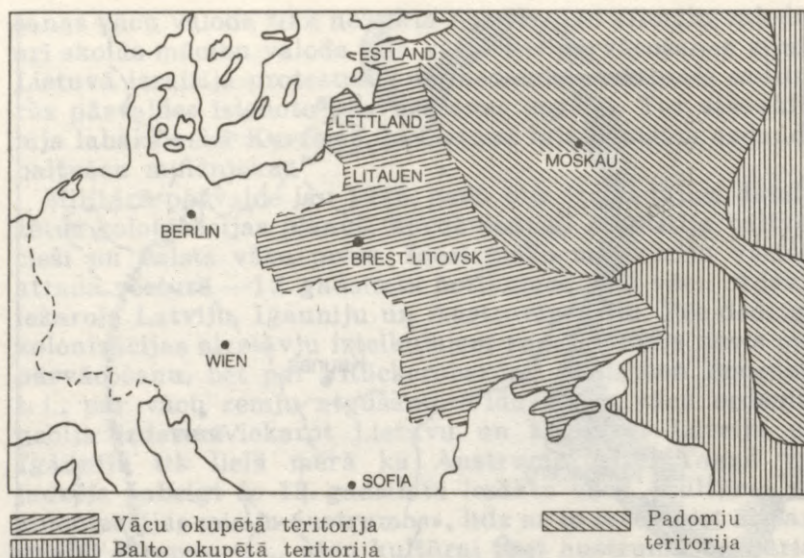 ESTLAND
LETTLAND
MOSKAU
LITAUEN
BERLIN
BREST-LITOVSK
WIEN
SOFIA
Vācu okupētā teritorija
Balto okupētā teritorija
Padomju
teritorija